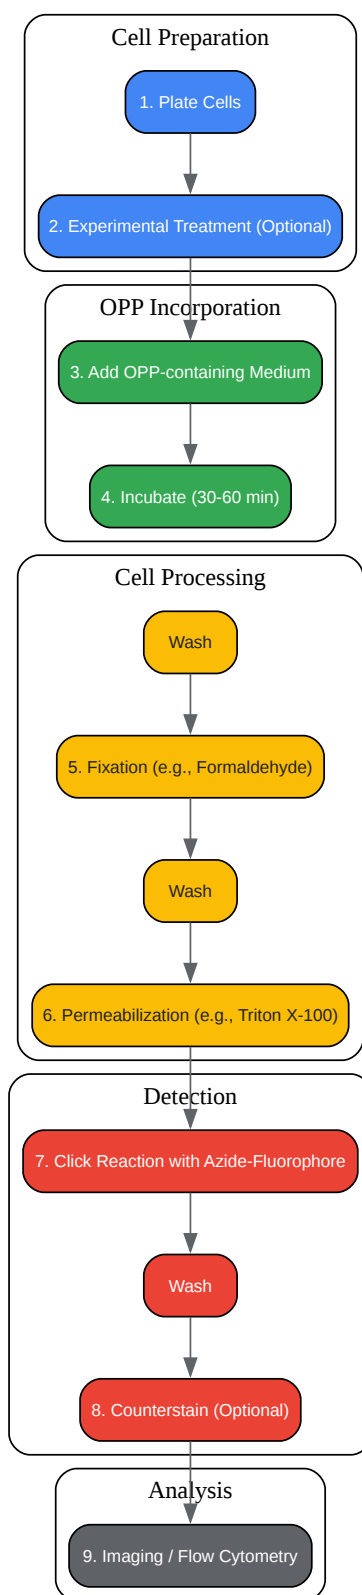 Cell Preparation
1. Plate Cells
2. Experimental Treatment (Optional)
OPP Incorporation
3. Add OPP-containing Medium
4. Incubate (30-60 min)
Cell Processing
Wash
5. Fixation (e.g., Formaldehyde)
Wash
6. Permeabilization (e.g., Triton X-100)
Detection
7. Click Reaction with Azide-Fluorophore
Wash
8. Counterstain (Optional)
Analysis
9. Imaging / Flow Cytometry